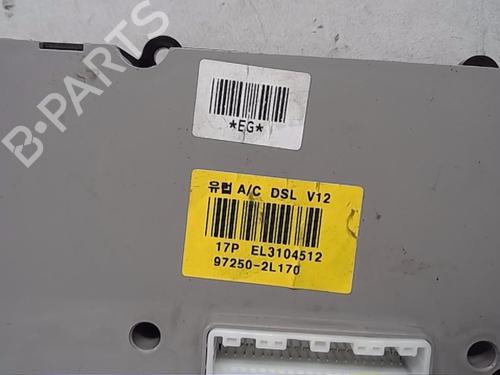 B-PARTS
*EG*
유럽 A/C DSL V12
17P EL3104512
97250-2L170